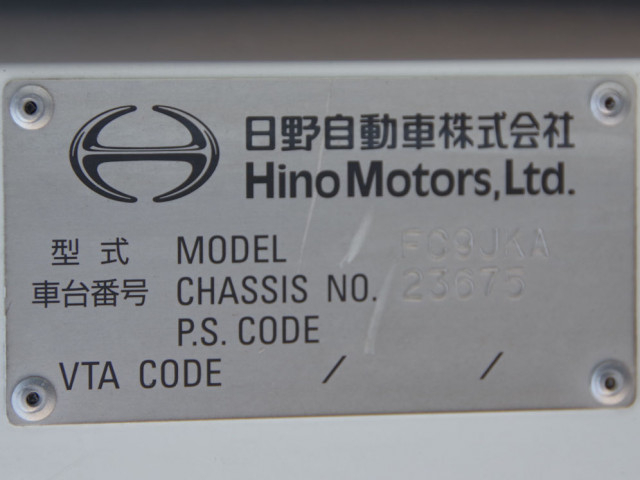 日野自動車株式会社
Hino Motors, Ltd.
型式 MODEL FC9JKA
車台番号 CHASSIS NO. 23675
P.S. CODE
VTA CODE / /